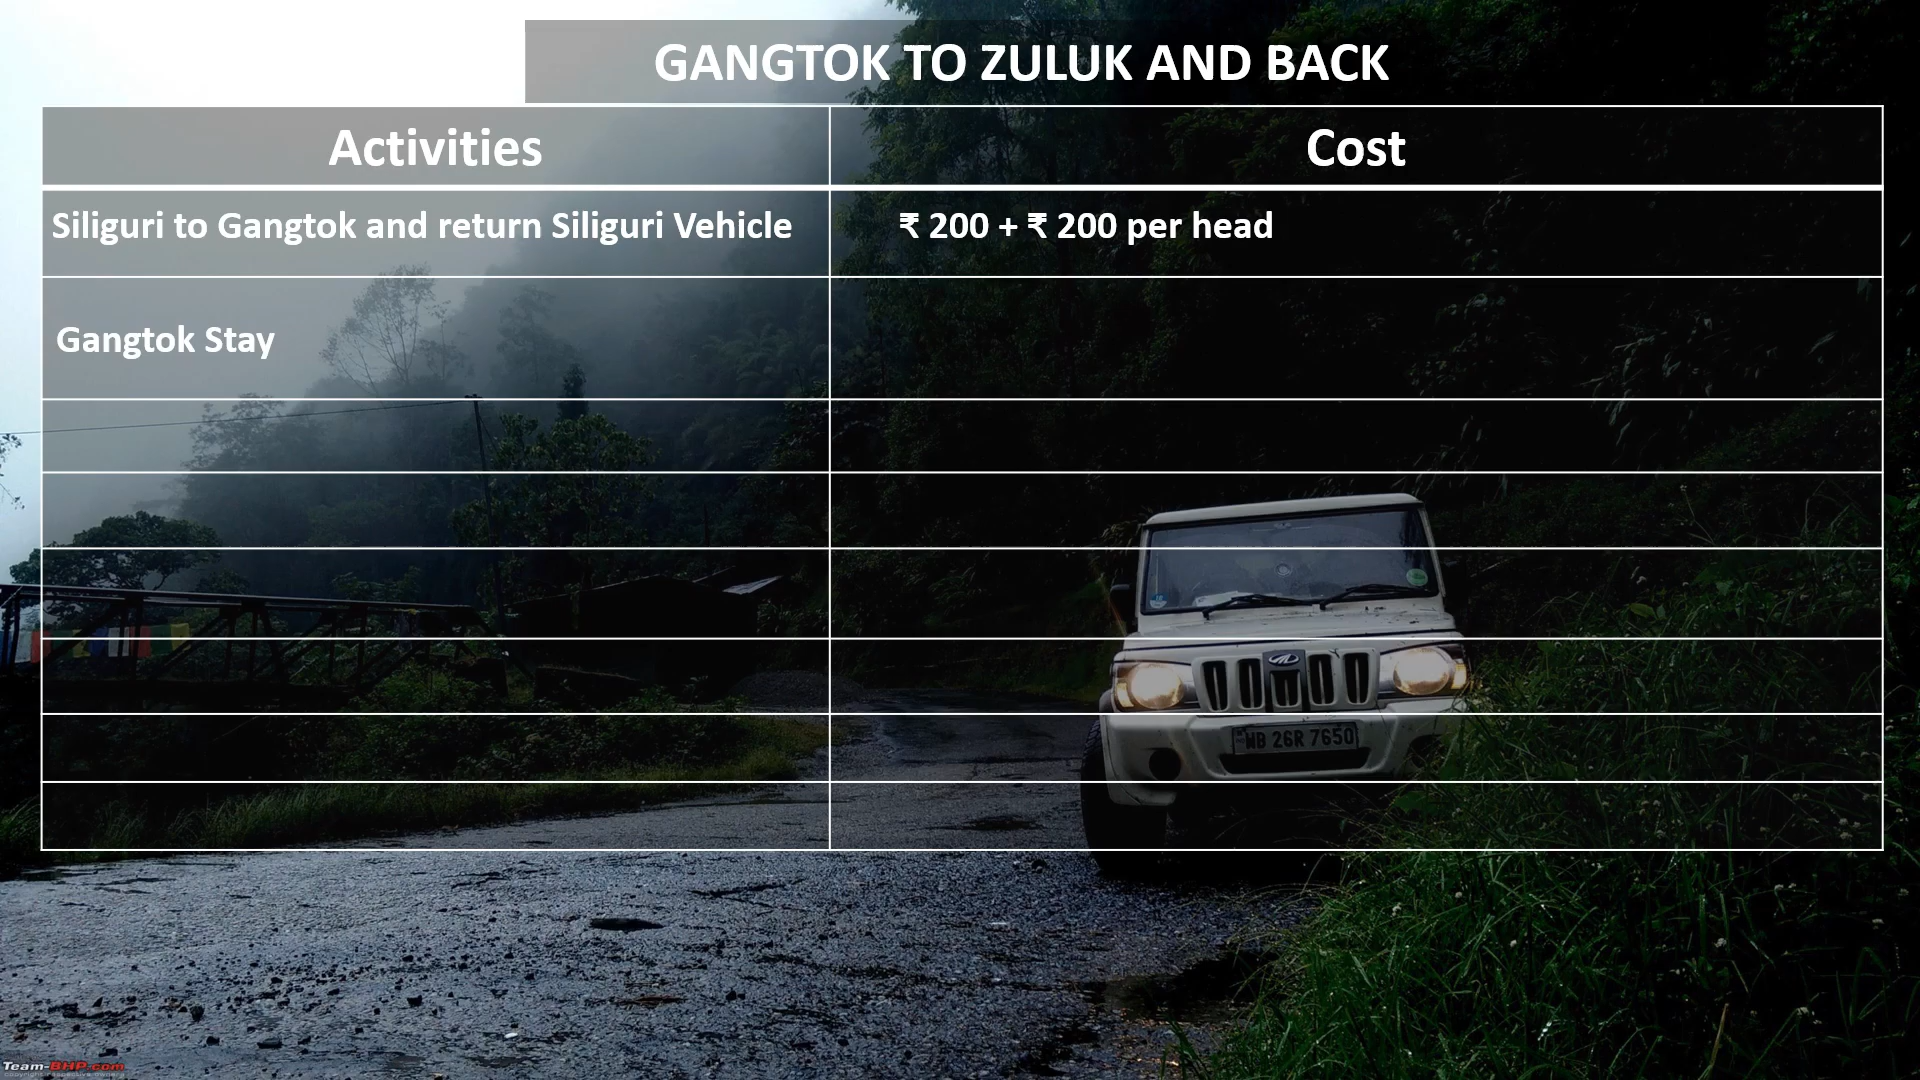 GANGTOK TO ZULUK AND BACK
Activities
Cost
Siliguri to Gangtok and return Siliguri Vehicle
₹ 200 + ₹ 200 per head
Gangtok Stay
WB 26R 7650
Team-BHP.com